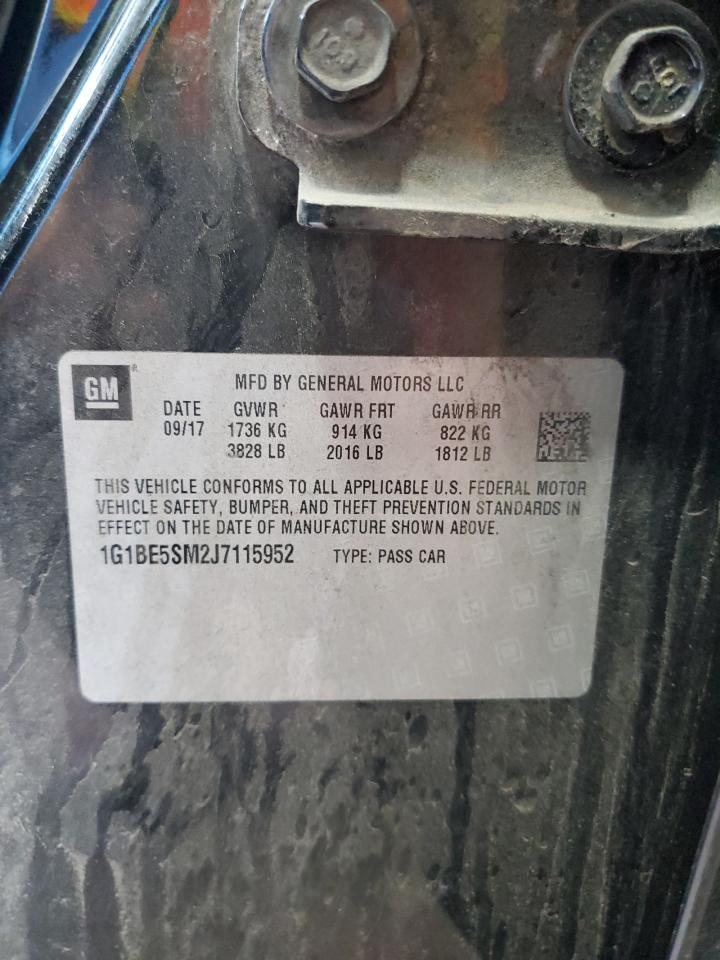 GM
MFD BY GENERAL MOTORS LLC
DATE GVWR GAWR FRT GAWR RR
09/17 1736 KG 914 KG 822 KG
3828 LB 2016 LB 1812 LB
THIS VEHICLE CONFORMS TO ALL APPLICABLE U.S. FEDERAL MOTOR
VEHICLE SAFETY, BUMPER, AND THEFT PREVENTION STANDARDS IN
EFFECT ON THE DATE OF MANUFACTURE SHOWN ABOVE.
1G1BE5SM2J7115952 TYPE: PASS CAR